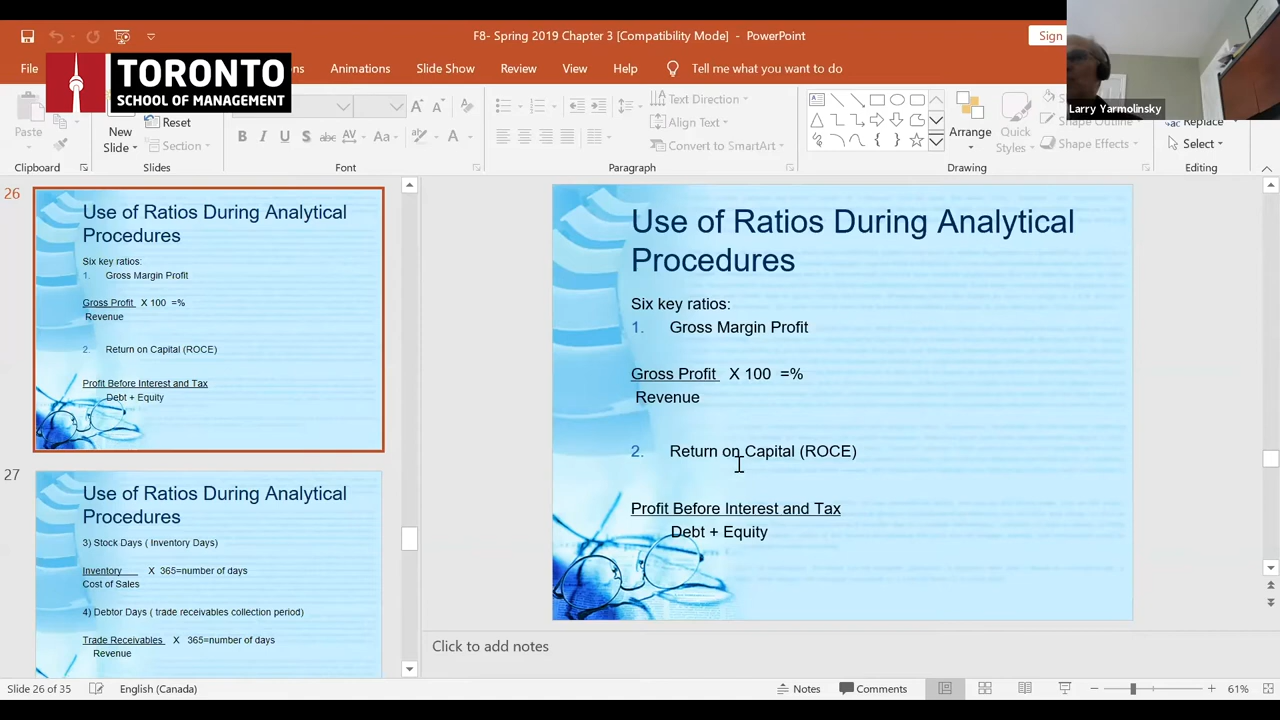 F8- Spring 2019 Chapter 3 [Compatibility Mode] - PowerPoint
Sign
TORONTO
SCHOOL OF MANAGEMENT
File
Animations
Slide Show
Review
View
Help
Tell me what you want to do
Larry Yarmolinsky
Paste
New
Slide
Reset
Section
Text Direction
Align Text
Convert to SmartArt
Arrange
Quick
Styles
Shape Outline
Shape Effects
Replace
Select
Clipboard
Slides
Font
Paragraph
Drawing
Editing
26
Use of Ratios During Analytical
Procedures
Six key ratios:
1. Gross Margin Profit
Gross Profit X 100 =%
Revenue
2. Return on Capital (ROCE)
Profit Before Interest and Tax
Debt + Equity
27
Use of Ratios During Analytical
Procedures
3) Stock Days ( Inventory Days)
Inventory X 365=number of days
Cost of Sales
4) Debtor Days ( trade receivables collection period)
Trade Receivables X 365=number of days
Revenue
Use of Ratios During Analytical
Procedures
Six key ratios:
1. Gross Margin Profit
Gross Profit X 100 =%
Revenue
2. Return on Capital (ROCE)
Profit Before Interest and Tax
Debt + Equity
Click to add notes
Slide 26 of 35
English (Canada)
Notes
Comments
61%